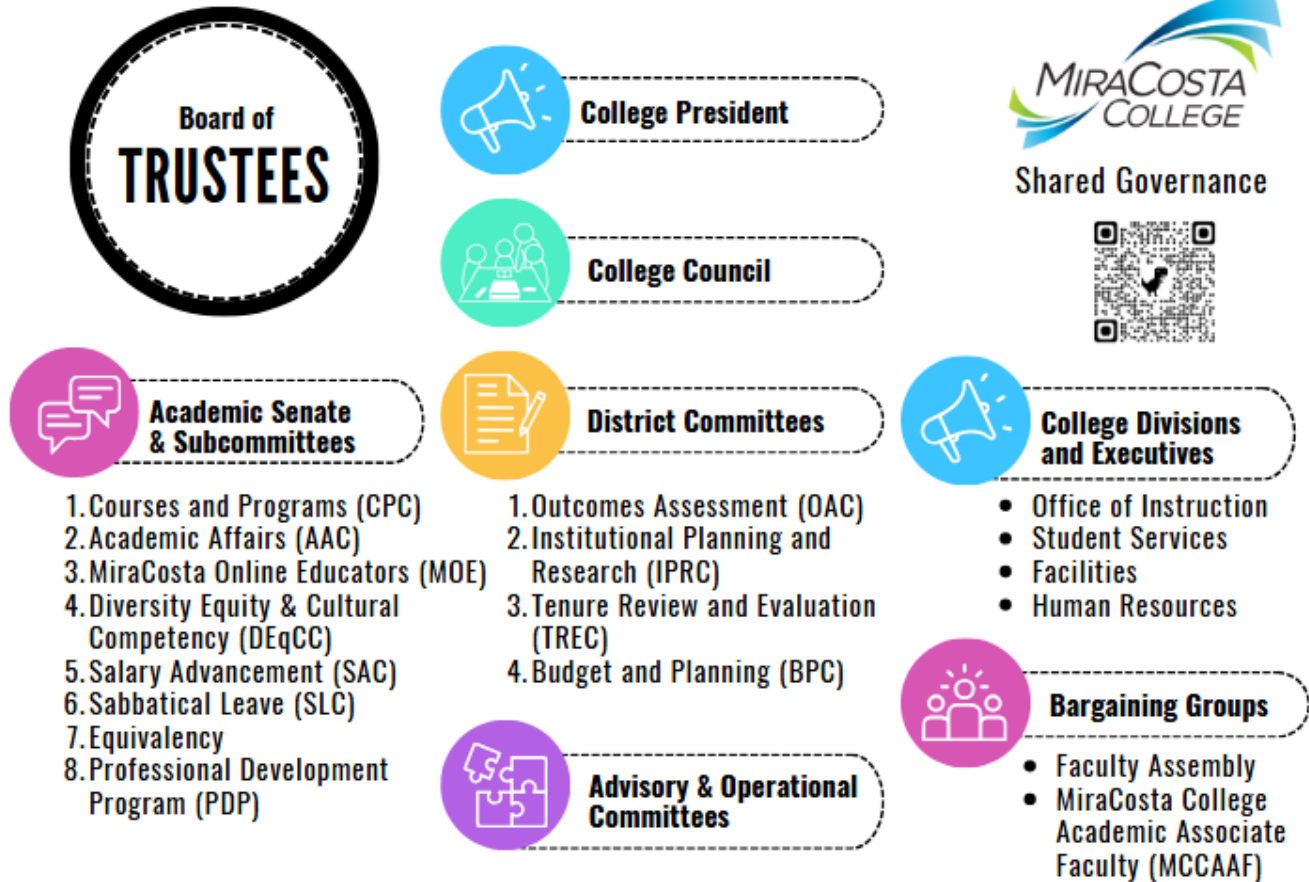 Board of
TRUSTEES
College President
MIRACOSTA
COLLEGE
Shared Governance
College Council
Academic Senate
& Subcommittees
1.Courses and Programs (CPC)
2.Academic Affairs (AAC)
3.MiraCosta Online Educators (MOE)
4.Diversity Equity & Cultural
Competency (DEqCC)
5.Salary Advancement (SAC)
6.Sabbatical Leave (SLC)
7.Equivalency
8.Professional Development
Program (PDP)
District Committees
1.Outcomes Assessment (OAC)
2.Institutional Planning and
Research (IPRC)
3.Tenure Review and Evaluation
(TREC)
4.Budget and Planning (BPC)
Advisory & Operational
Committees
College Divisions
and Executives
• Office of Instruction
• Student Services
• Facilities
• Human Resources
Bargaining Groups
• Faculty Assembly
• MiraCosta College
Academic Associate
Faculty (MCCAAF)